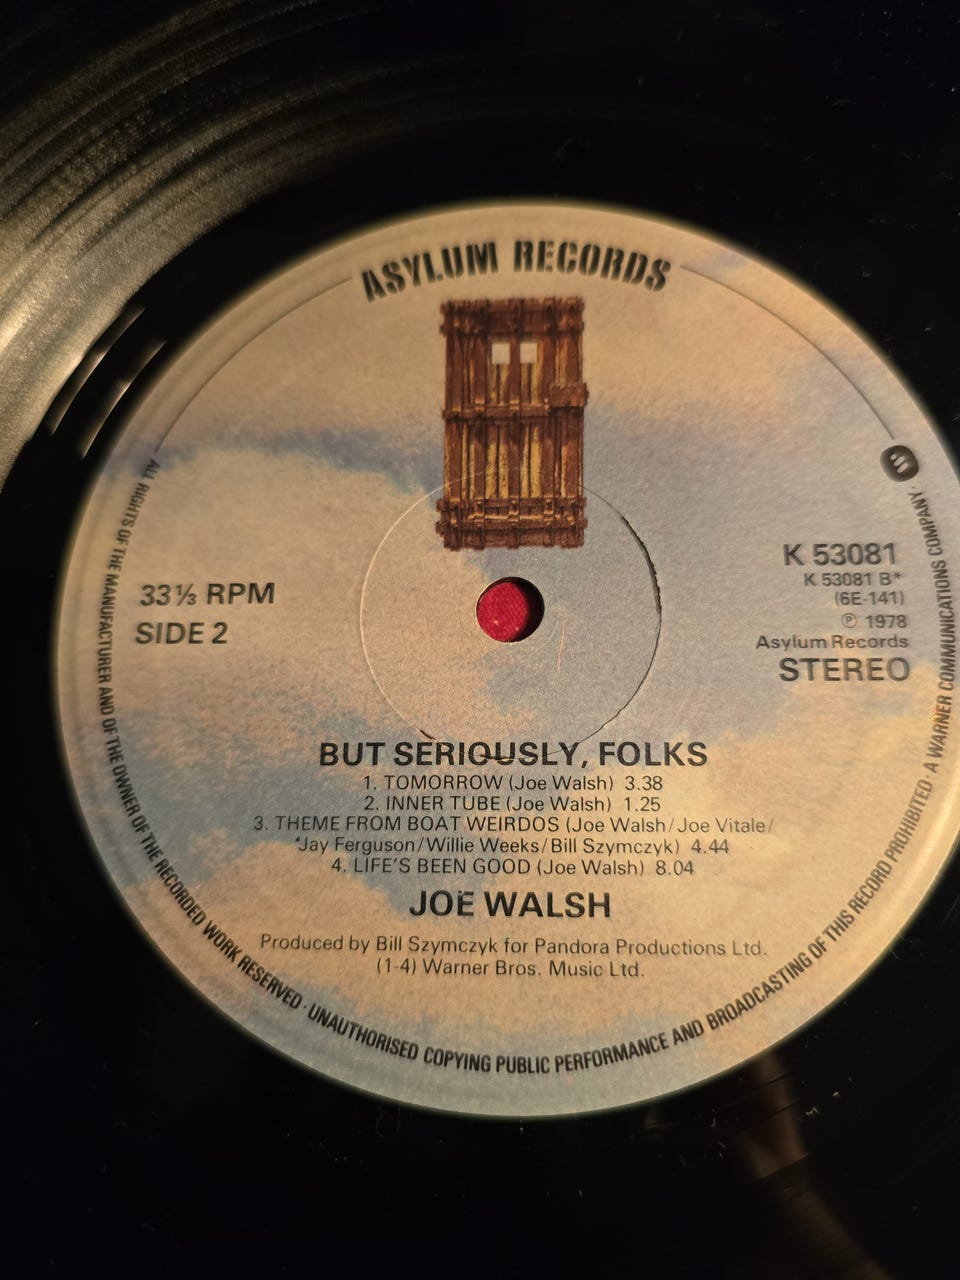 ASYLUM RECORDS
33⅓ RPM
SIDE 2
K 53081
K 53081 B*
(6E-141)
℗ 1978
Asylum Records
STEREO
BUT SERIOUSLY, FOLKS
1. TOMORROW (Joe Walsh) 3.38
2. INNER TUBE (Joe Walsh) 1.25
3. THEME FROM BOAT WEIRDOS (Joe Walsh/Joe Vitale/
Jay Ferguson/Willie Weeks/Bill Szymczyk) 4.44
4. LIFE'S BEEN GOOD (Joe Walsh) 8.04
JOE WALSH
Produced by Bill Szymczyk for Pandora Productions Ltd.
(1-4) Warner Bros. Music Ltd.
ALL RIGHTS OF THE MANUFACTURER AND OF THE OWNER OF THE RECORDED WORK RESERVED · UNAUTHORISED COPYING PUBLIC PERFORMANCE AND BROADCASTING OF THIS RECORD PROHIBITED · A WARNER COMMUNICATIONS COMPANY ·